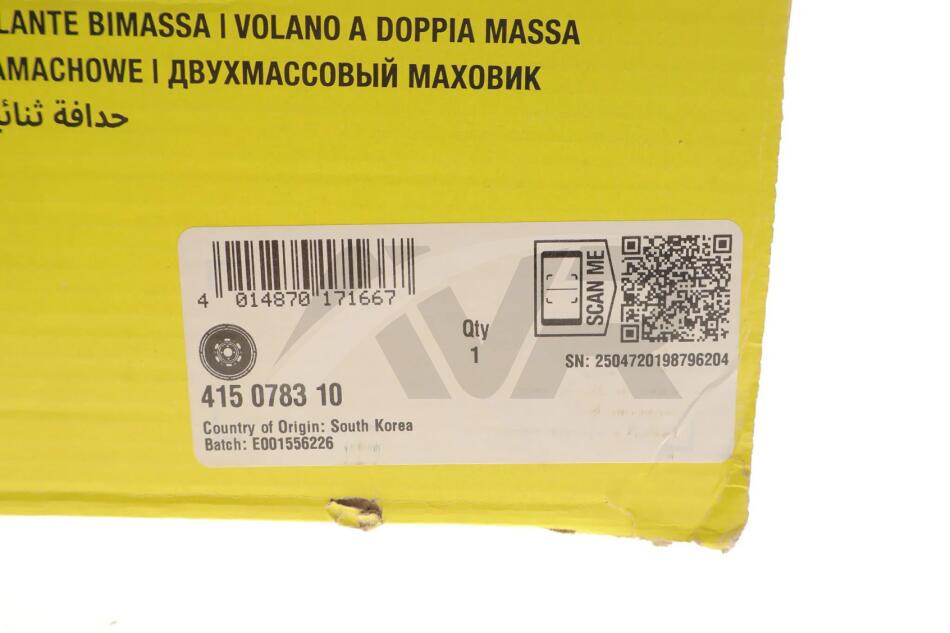 LANTE BIMASSA | VOLANO A DOPPIA MASSA
AMACHOWE | ДВУХМАССОВЫЙ МАХОВИК
حدافة ثنائي
4 014870 171667
Qty
1
SCAN ME
SN: 2504720198796204
415 0783 10
Country of Origin: South Korea
Batch: E001556226